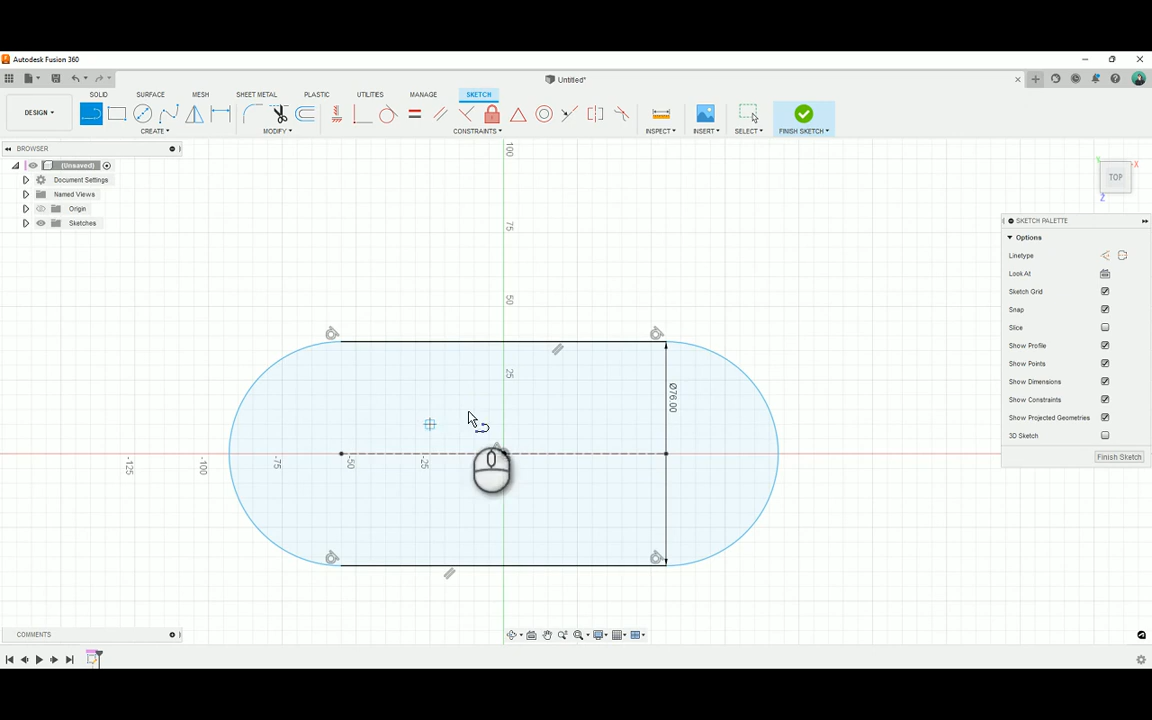 Autodesk Fusion 360
Untitled*
DESIGN
SOLID SURFACE MESH SHEET METAL PLASTIC UTILITIES MANAGE SKETCH
CREATE MODIFY CONSTRAINTS INSPECT INSERT SELECT FINISH SKETCH
BROWSER
(Unsaved)
Document Settings
Named Views
Origin
Sketches
TOP
X
Y
Z
SKETCH PALETTE
Options
Linetype
Look At
Sketch Grid
Snap
Slice
Show Profile
Show Points
Show Dimensions
Show Constraints
Show Projected Geometries
3D Sketch
Finish Sketch
100
75
50
25
Ø76.00
-125
-100
-75
-50
-25
COMMENTS